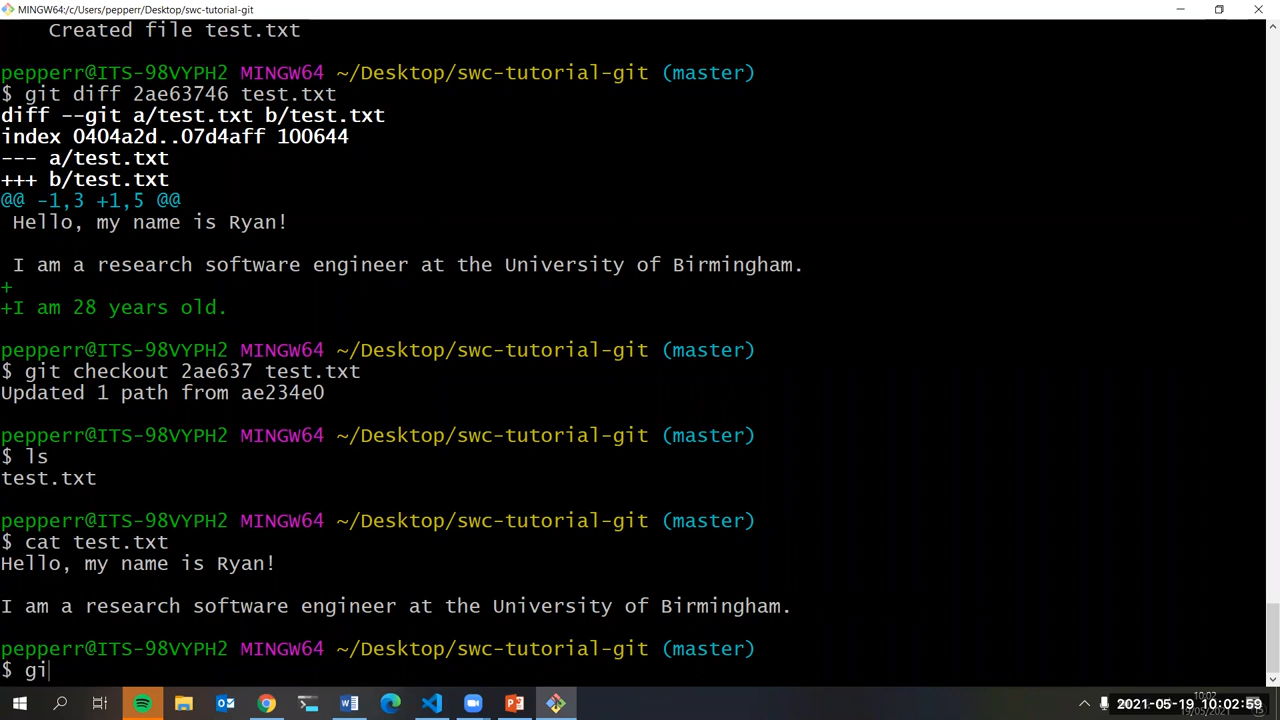 MINGW64:/c/Users/pepperr/Desktop/swc-tutorial-git
Created file test.txt
pepperr@ITS-98VYPH2 MINGW64 ~/Desktop/swc-tutorial-git (master)
$ git diff 2ae63746 test.txt
diff --git a/test.txt b/test.txt
index 0404a2d..07d4aff 100644
--- a/test.txt
+++ b/test.txt
@@ -1,3 +1,5 @@
Hello, my name is Ryan!
I am a research software engineer at the University of Birmingham.
+
+I am 28 years old.
pepperr@ITS-98VYPH2 MINGW64 ~/Desktop/swc-tutorial-git (master)
$ git checkout 2ae637 test.txt
Updated 1 path from ae234e0
pepperr@ITS-98VYPH2 MINGW64 ~/Desktop/swc-tutorial-git (master)
$ ls
test.txt
pepperr@ITS-98VYPH2 MINGW64 ~/Desktop/swc-tutorial-git (master)
$ cat test.txt
Hello, my name is Ryan!
I am a research software engineer at the University of Birmingham.
pepperr@ITS-98VYPH2 MINGW64 ~/Desktop/swc-tutorial-git (master)
$ gi
10:02
2021-05-19 10:02:59
19/05/2021